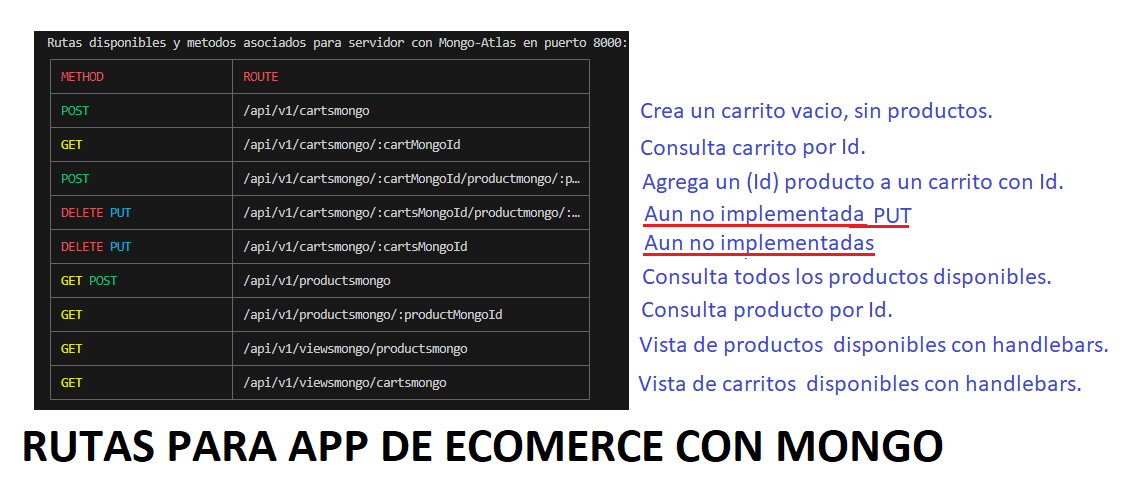 Rutas disponibles y metodos asociados para servidor con Mongo-Atlas en puerto 8000:
METHOD ROUTE
POST /api/v1/cartsmongo Crea un carrito vacio, sin productos.
GET /api/v1/cartsmongo/:cartMongoId Consulta carrito por Id.
POST /api/v1/cartsmongo/:cartMongoId/productmongo/:p… Agrega un (Id) producto a un carrito con Id.
DELETE PUT /api/v1/cartsmongo/:cartsMongoId/productmongo/:… Aun no implementada PUT
DELETE PUT /api/v1/cartsmongo/:cartsMongoId Aun no implementadas
GET POST /api/v1/productsmongo Consulta todos los productos disponibles.
GET /api/v1/productsmongo/:productMongoId Consulta producto por Id.
GET /api/v1/viewsmongo/productsmongo Vista de productos disponibles con handlebars.
GET /api/v1/viewsmongo/cartsmongo Vista de carritos disponibles con handlebars.
RUTAS PARA APP DE ECOMERCE CON MONGO